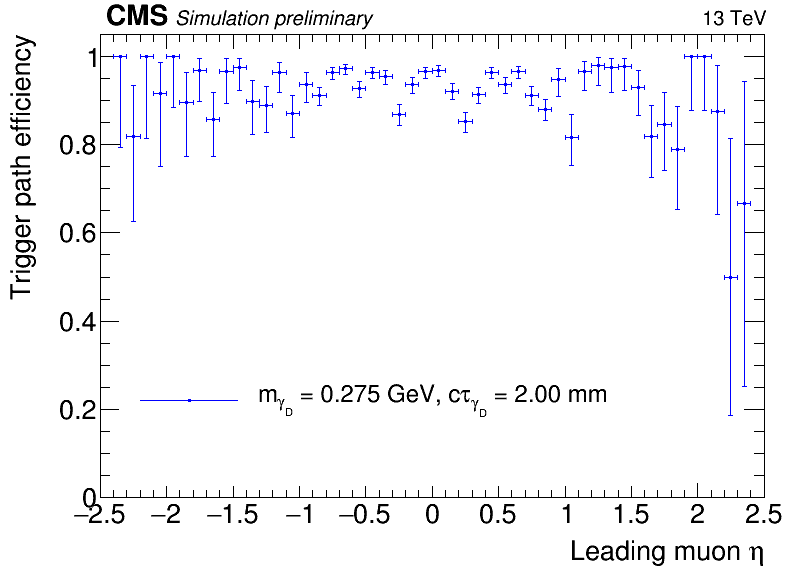 CMS Simulation preliminary 13 TeV
Trigger path efficiency
1
0.8
0.6
0.4
0.2
0
m_γ_D = 0.275 GeV, cτ_γ_D = 2.00 mm
−2.5 −2 −1.5 −1 −0.5 0 0.5 1 1.5 2 2.5
Leading muon η